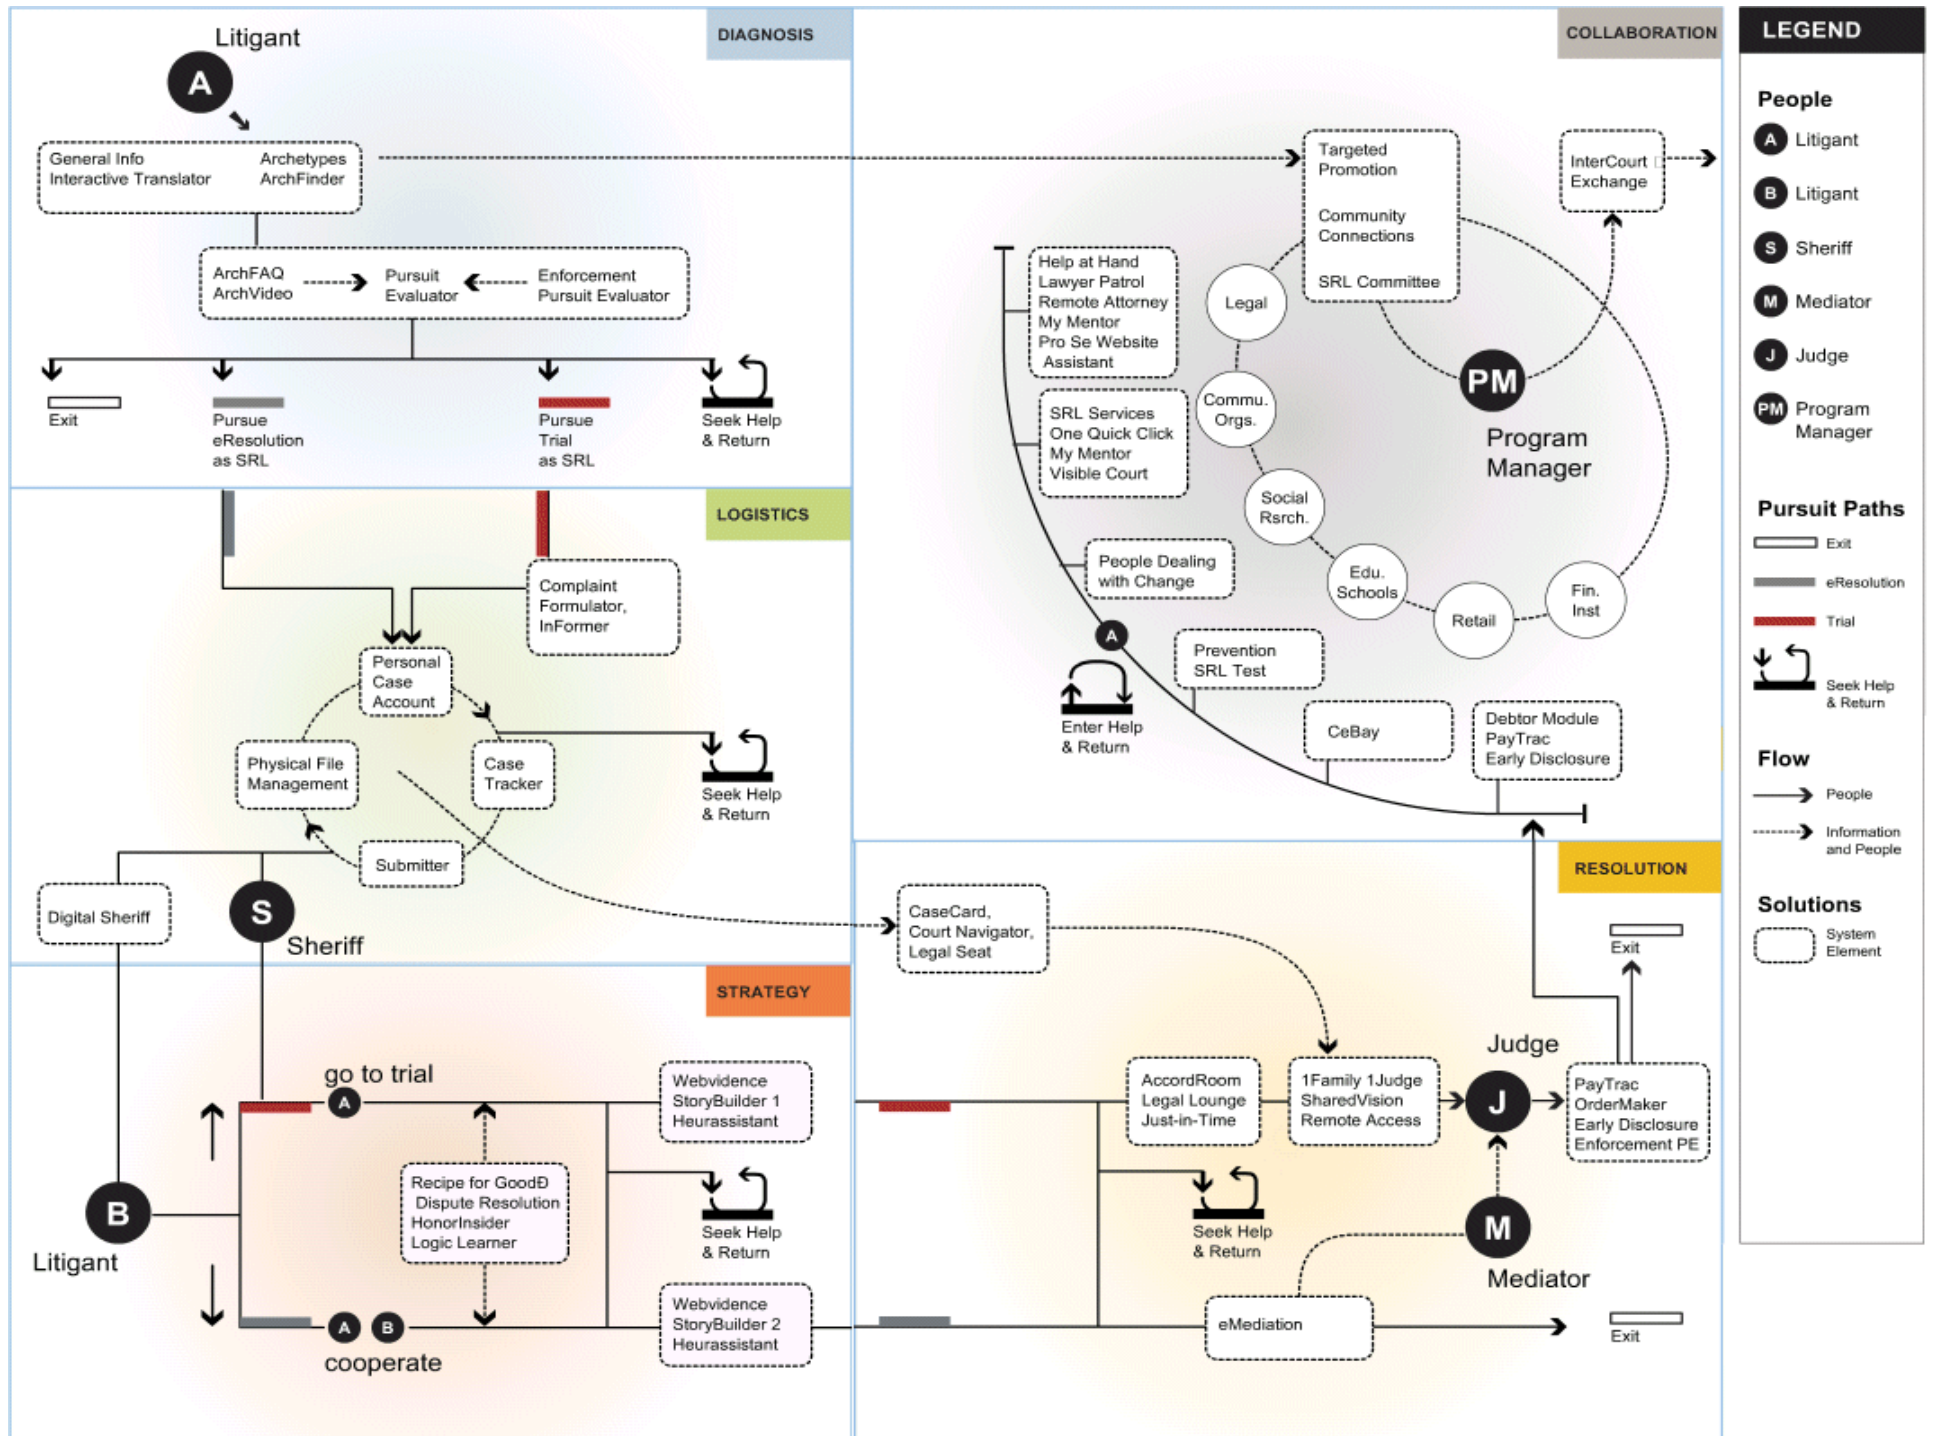 Litigant
A
DIAGNOSIS
General Info
Interactive Translator
Archetypes
ArchFinder
ArchFAQ
ArchVideo
Pursuit
Evaluator
Enforcement
Pursuit Evaluator
Exit
Pursue
eResolution
as SRL
Pursue
Trial
as SRL
Seek Help
& Return
LOGISTICS
Complaint
Formulator,
InFormer
Personal
Case
Account
Physical File
Management
Case
Tracker
Submitter
Seek Help
& Return
Digital Sheriff
S
Sheriff
STRATEGY
go to trial
A
Webvidence
StoryBuilder 1
Heurassistant
Recipe for GoodÐ
Dispute Resolution
HonorInsider
Logic Learner
Seek Help
& Return
B
Litigant
A
B
cooperate
Webvidence
StoryBuilder 2
Heurassistant
COLLABORATION
Targeted
Promotion
Community
Connections
SRL Committee
InterCourt
Exchange
Help at Hand
Lawyer Patrol
Remote Attorney
My Mentor
Pro Se Website
Assistant
SRL Services
One Quick Click
My Mentor
Visible Court
People Dealing
with Change
Legal
Commu.
Orgs.
Social
Rsrch.
Edu.
Schools
Retail
Fin.
Inst
PM
Program
Manager
A
Enter Help
& Return
Prevention
SRL Test
CeBay
Debtor Module
PayTrac
Early Disclosure
RESOLUTION
CaseCard,
Court Navigator,
Legal Seat
Exit
Judge
AccordRoom
Legal Lounge
Just-in-Time
1Family 1Judge
SharedVision
Remote Access
J
PayTrac
OrderMaker
Early Disclosure
Enforcement PE
Seek Help
& Return
M
Mediator
eMediation
Exit
LEGEND
People
A Litigant
B Litigant
S Sheriff
M Mediator
J Judge
PM Program
Manager
Pursuit Paths
Exit
eResolution
Trial
Seek Help
& Return
Flow
People
Information
and People
Solutions
System
Element